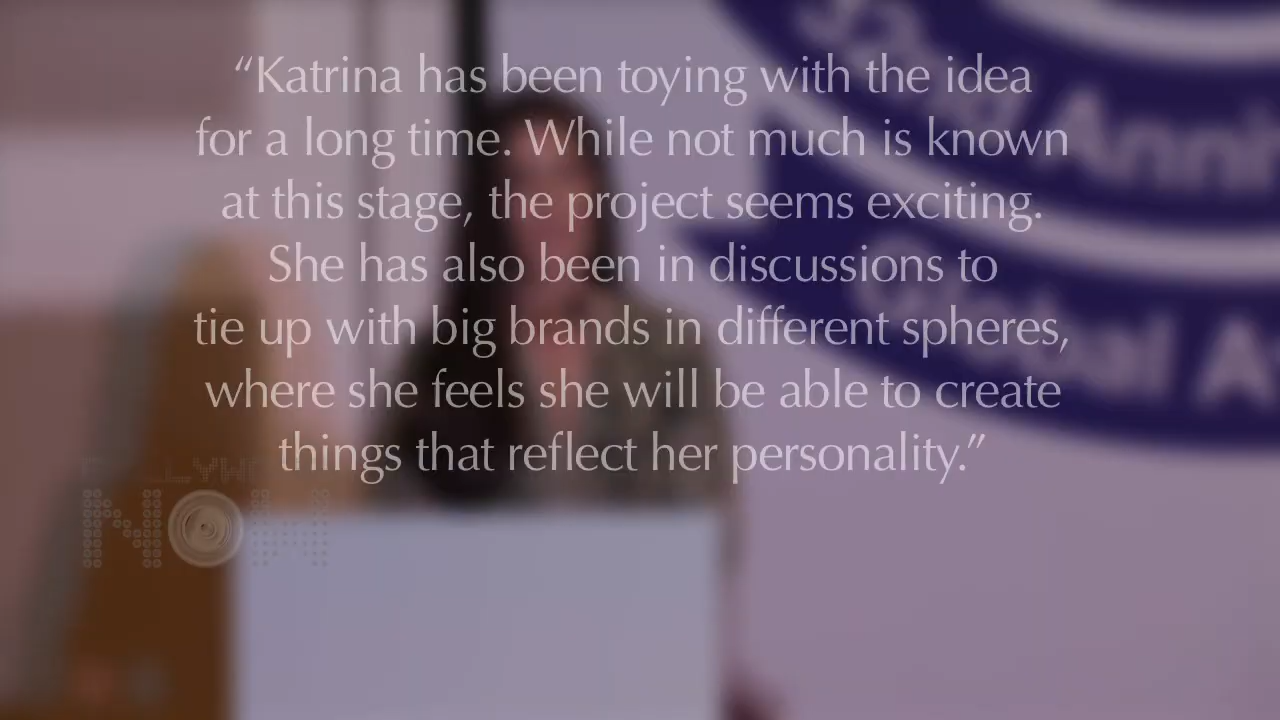 “Katrina has been toying with the idea
for a long time. While not much is known
at this stage, the project seems exciting.
She has also been in discussions to
tie up with big brands in different spheres,
where she feels she will be able to create
things that reflect her personality.”
NOW
Global